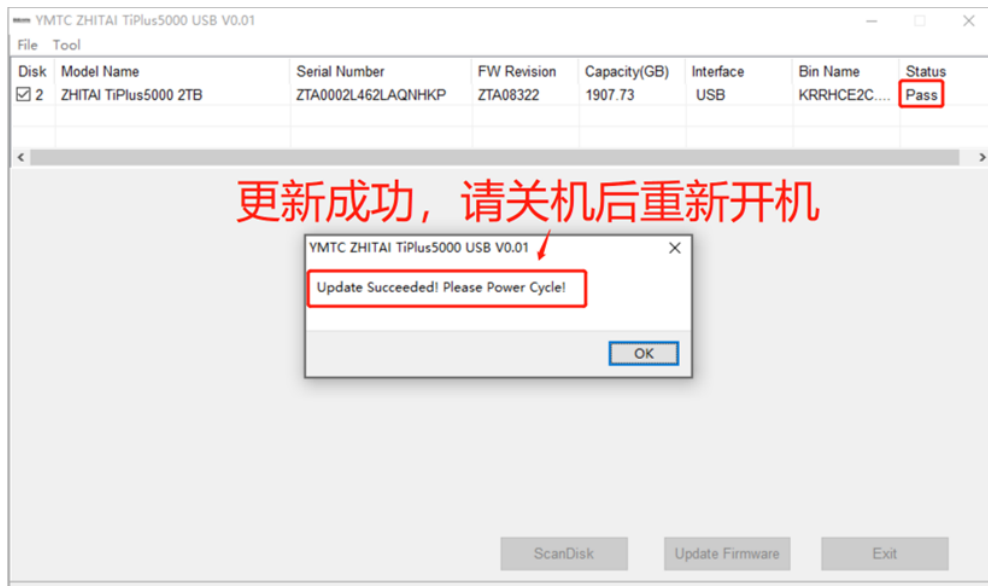 YMTC ZHITAI TiPlus5000 USB V0.01
File Tool
Disk Model Name Serial Number FW Revision Capacity(GB) Interface Bin Name Status
2 ZHITAI TiPlus5000 2TB ZTA0002L462LAQNHKP ZTA08322 1907.73 USB KRRHCE2C.... Pass
更新成功，请关机后重新开机
YMTC ZHITAI TiPlus5000 USB V0.01
Update Succeeded! Please Power Cycle!
OK
ScanDisk Update Firmware Exit